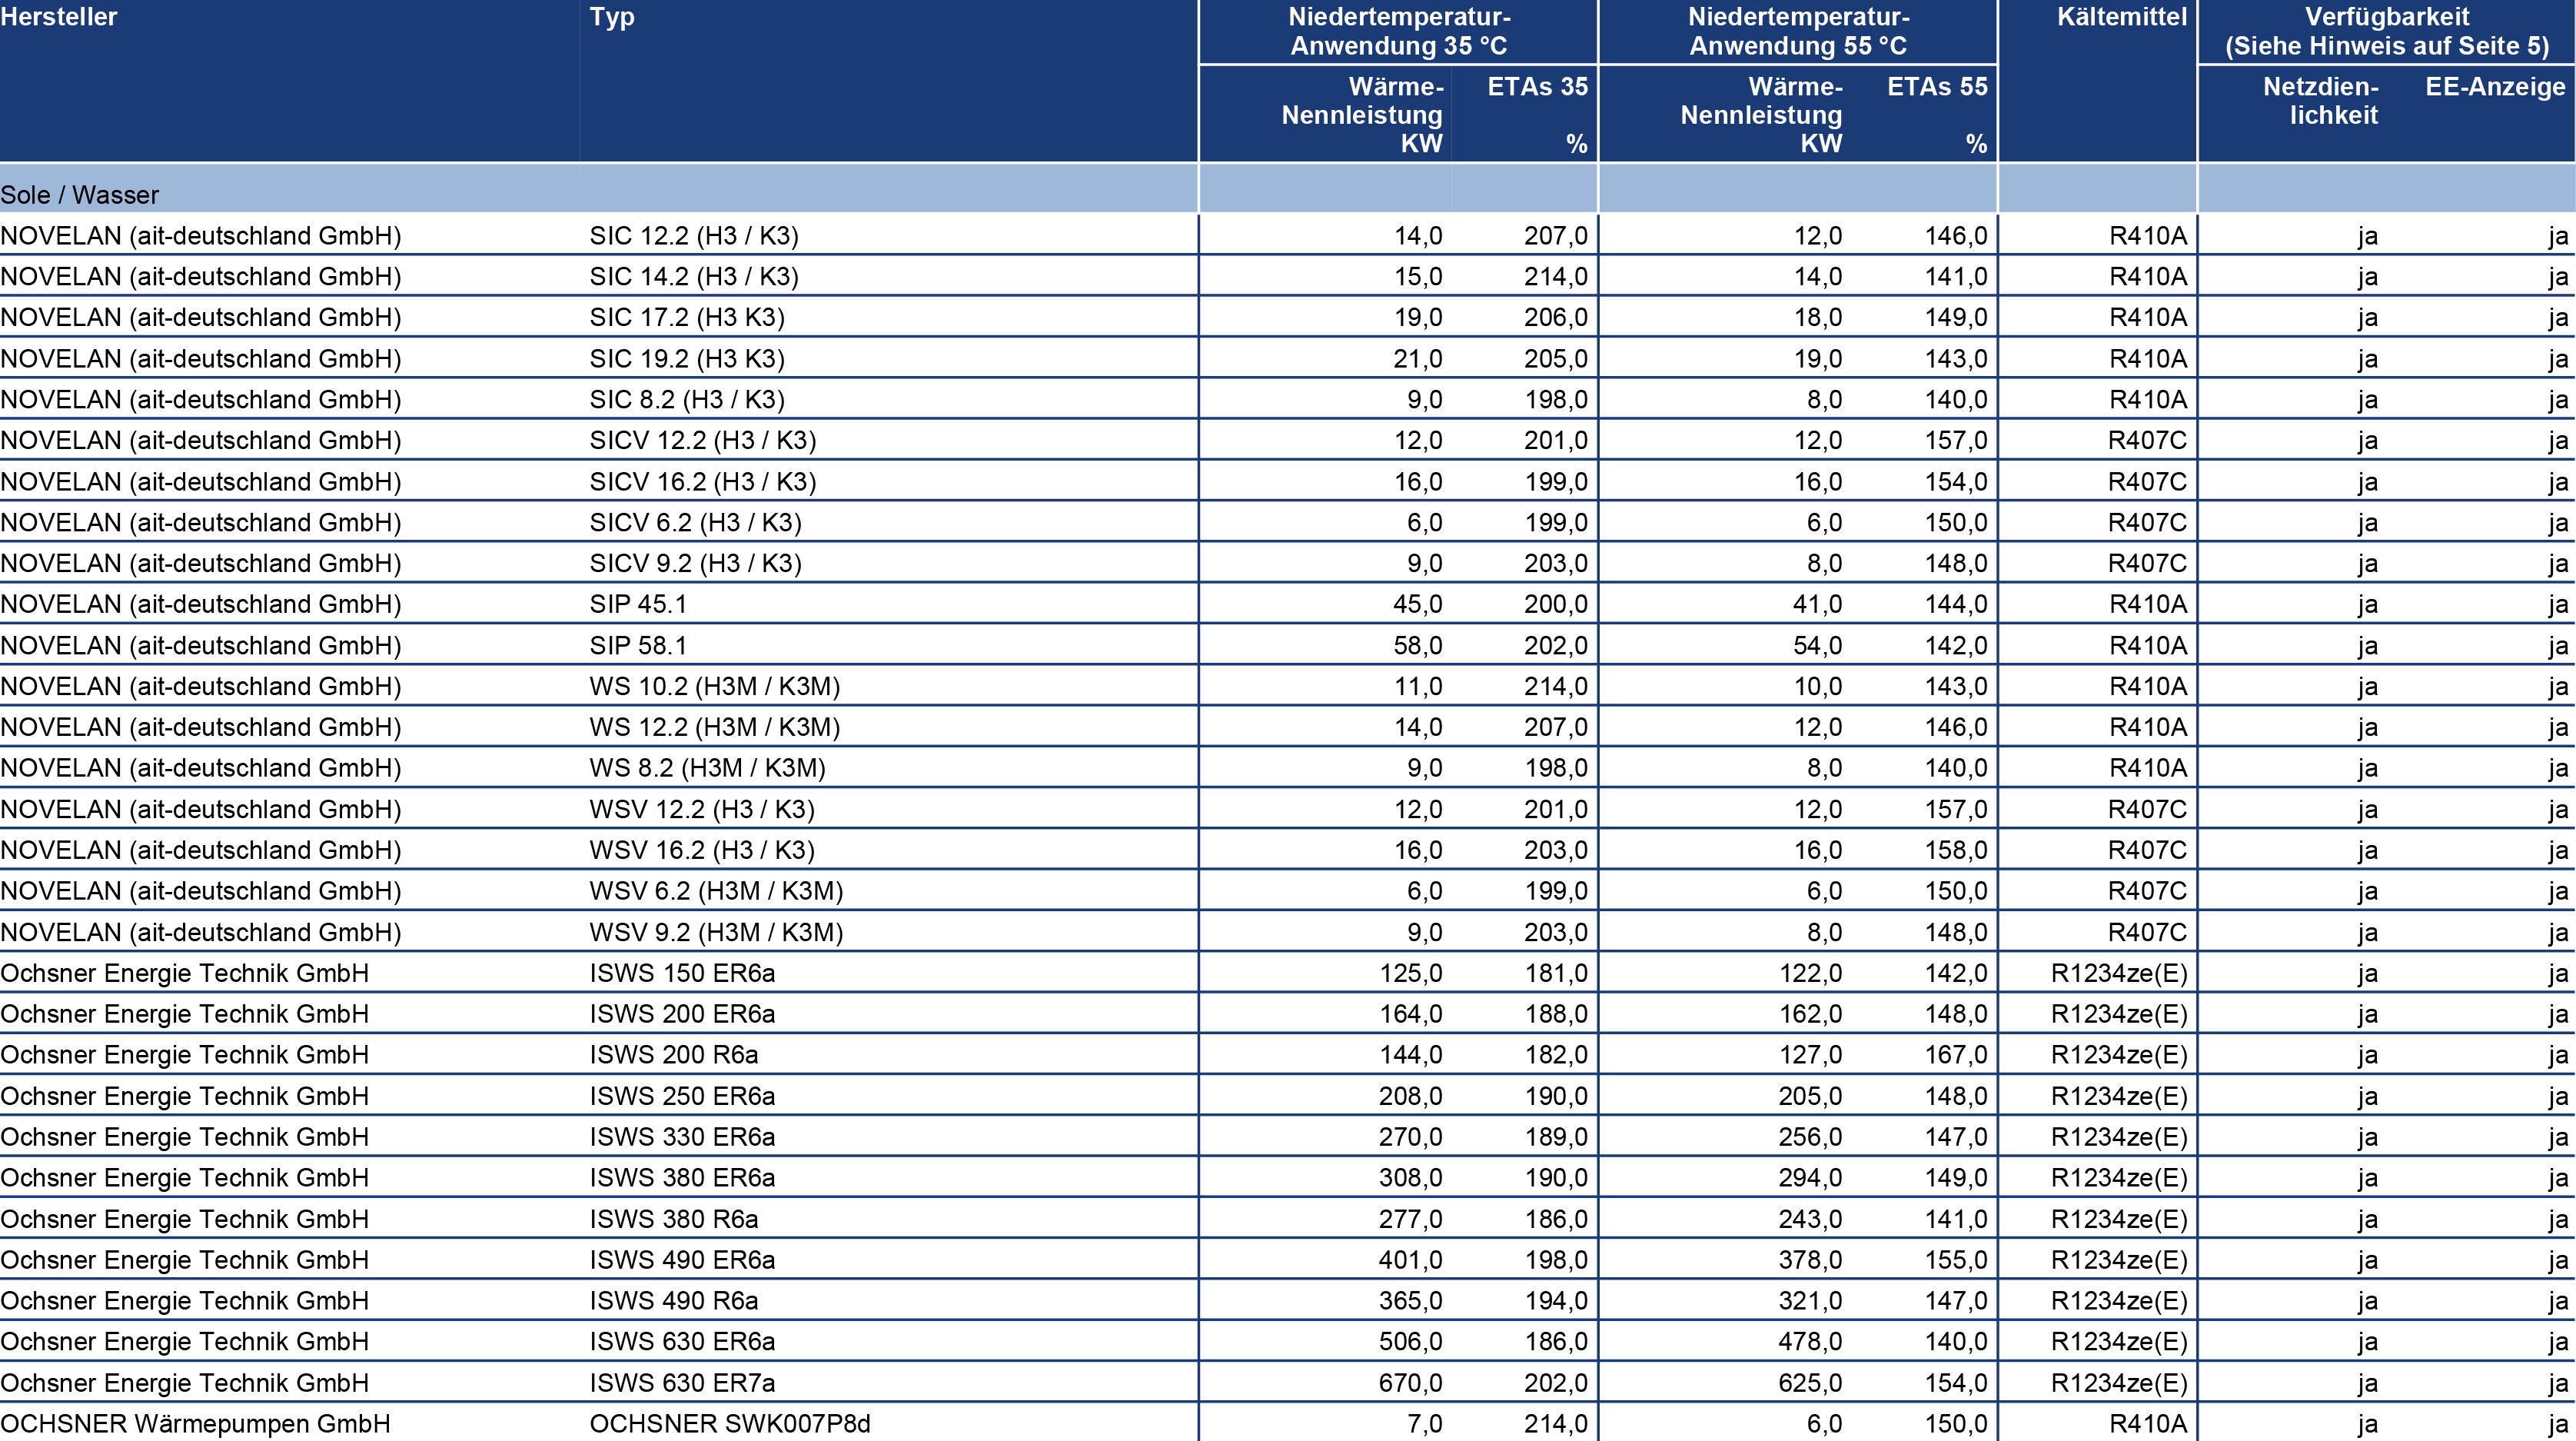 Hersteller Typ Niedertemperatur- Niedertemperatur- Kältemittel Verfügbarkeit
Anwendung 35 °C Anwendung 55 °C (Siehe Hinweis auf Seite 5)
Wärme- ETAs 35 Wärme- ETAs 55 Netzdien- EE-Anzeige
Nennleistung Nennleistung lichkeit
KW % KW %
Sole / Wasser
NOVELAN (ait-deutschland GmbH) SIC 12.2 (H3 / K3) 14,0 207,0 12,0 146,0 R410A ja ja
NOVELAN (ait-deutschland GmbH) SIC 14.2 (H3 / K3) 15,0 214,0 14,0 141,0 R410A ja ja
NOVELAN (ait-deutschland GmbH) SIC 17.2 (H3 K3) 19,0 206,0 18,0 149,0 R410A ja ja
NOVELAN (ait-deutschland GmbH) SIC 19.2 (H3 K3) 21,0 205,0 19,0 143,0 R410A ja ja
NOVELAN (ait-deutschland GmbH) SIC 8.2 (H3 / K3) 9,0 198,0 8,0 140,0 R410A ja ja
NOVELAN (ait-deutschland GmbH) SICV 12.2 (H3 / K3) 12,0 201,0 12,0 157,0 R407C ja ja
NOVELAN (ait-deutschland GmbH) SICV 16.2 (H3 / K3) 16,0 199,0 16,0 154,0 R407C ja ja
NOVELAN (ait-deutschland GmbH) SICV 6.2 (H3 / K3) 6,0 199,0 6,0 150,0 R407C ja ja
NOVELAN (ait-deutschland GmbH) SICV 9.2 (H3 / K3) 9,0 203,0 8,0 148,0 R407C ja ja
NOVELAN (ait-deutschland GmbH) SIP 45.1 45,0 200,0 41,0 144,0 R410A ja ja
NOVELAN (ait-deutschland GmbH) SIP 58.1 58,0 202,0 54,0 142,0 R410A ja ja
NOVELAN (ait-deutschland GmbH) WS 10.2 (H3M / K3M) 11,0 214,0 10,0 143,0 R410A ja ja
NOVELAN (ait-deutschland GmbH) WS 12.2 (H3M / K3M) 14,0 207,0 12,0 146,0 R410A ja ja
NOVELAN (ait-deutschland GmbH) WS 8.2 (H3M / K3M) 9,0 198,0 8,0 140,0 R410A ja ja
NOVELAN (ait-deutschland GmbH) WSV 12.2 (H3 / K3) 12,0 201,0 12,0 157,0 R407C ja ja
NOVELAN (ait-deutschland GmbH) WSV 16.2 (H3 / K3) 16,0 203,0 16,0 158,0 R407C ja ja
NOVELAN (ait-deutschland GmbH) WSV 6.2 (H3M / K3M) 6,0 199,0 6,0 150,0 R407C ja ja
NOVELAN (ait-deutschland GmbH) WSV 9.2 (H3M / K3M) 9,0 203,0 8,0 148,0 R407C ja ja
Ochsner Energie Technik GmbH ISWS 150 ER6a 125,0 181,0 122,0 142,0 R1234ze(E) ja ja
Ochsner Energie Technik GmbH ISWS 200 ER6a 164,0 188,0 162,0 148,0 R1234ze(E) ja ja
Ochsner Energie Technik GmbH ISWS 200 R6a 144,0 182,0 127,0 167,0 R1234ze(E) ja ja
Ochsner Energie Technik GmbH ISWS 250 ER6a 208,0 190,0 205,0 148,0 R1234ze(E) ja ja
Ochsner Energie Technik GmbH ISWS 330 ER6a 270,0 189,0 256,0 147,0 R1234ze(E) ja ja
Ochsner Energie Technik GmbH ISWS 380 ER6a 308,0 190,0 294,0 149,0 R1234ze(E) ja ja
Ochsner Energie Technik GmbH ISWS 380 R6a 277,0 186,0 243,0 141,0 R1234ze(E) ja ja
Ochsner Energie Technik GmbH ISWS 490 ER6a 401,0 198,0 378,0 155,0 R1234ze(E) ja ja
Ochsner Energie Technik GmbH ISWS 490 R6a 365,0 194,0 321,0 147,0 R1234ze(E) ja ja
Ochsner Energie Technik GmbH ISWS 630 ER6a 506,0 186,0 478,0 140,0 R1234ze(E) ja ja
Ochsner Energie Technik GmbH ISWS 630 ER7a 670,0 202,0 625,0 154,0 R1234ze(E) ja ja
OCHSNER Wärmepumpen GmbH OCHSNER SWK007P8d 7,0 214,0 6,0 150,0 R410A ja ja